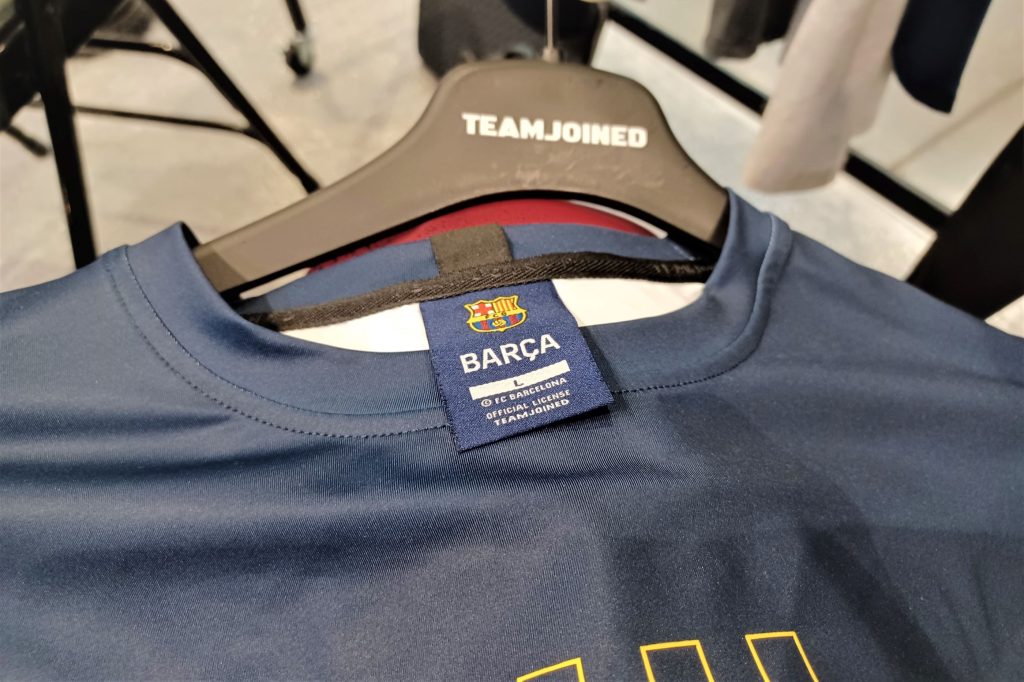 TEAMJOINED
BARÇA
L
© FC BARCELONA
OFFICIAL LICENSE
TEAMJOINED